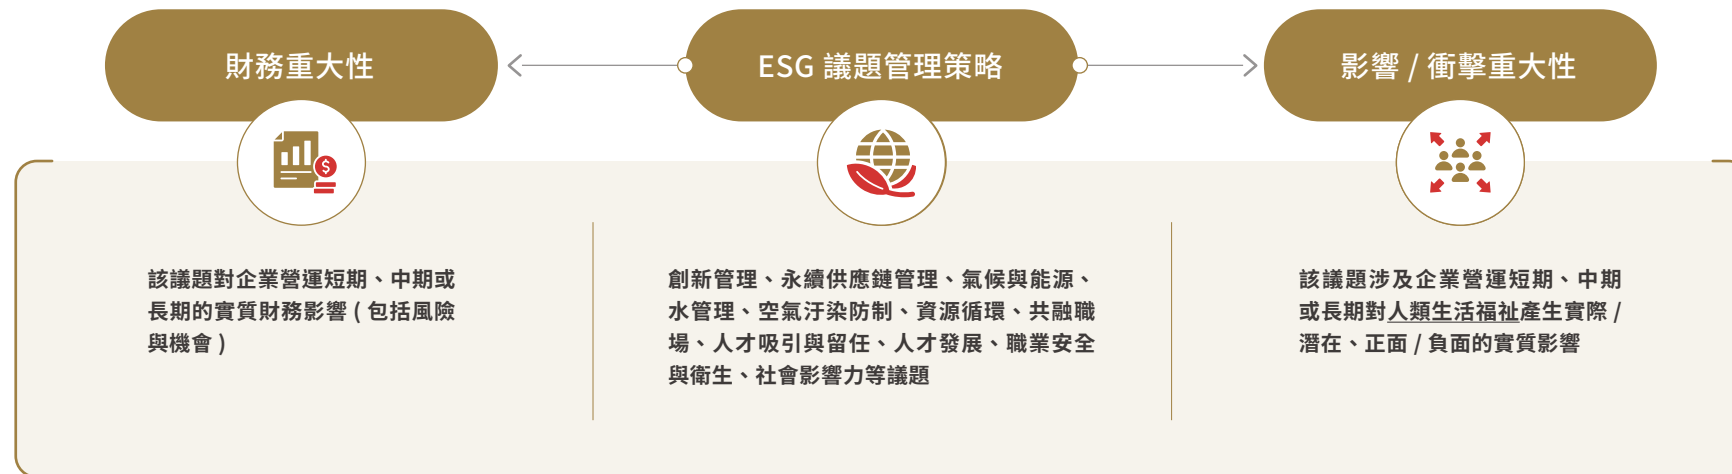 財務重大性
ESG 議題管理策略
影響 / 衝擊重大性
$
該議題對企業營運短期、中期或
長期的實質財務影響 ( 包括風險
與機會 )
創新管理、永續供應鏈管理、氣候與能源、
水管理、空氣汙染防制、資源循環、共融職
場、人才吸引與留任、人才發展、職業安全
與衛生、社會影響力等議題
該議題涉及企業營運短期、中期
或長期對人類生活福祉產生實際 /
潛在、正面 / 負面的實質影響